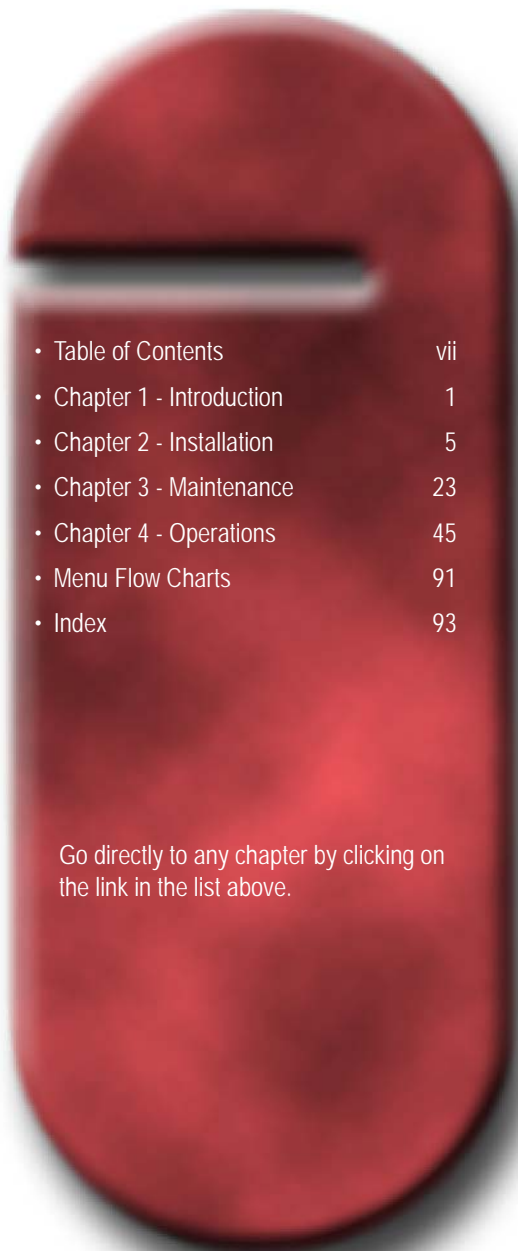 • Table of Contents vii
• Chapter 1 - Introduction 1
• Chapter 2 - Installation 5
• Chapter 3 - Maintenance 23
• Chapter 4 - Operations 45
• Menu Flow Charts 91
• Index 93
Go directly to any chapter by clicking on
the link in the list above.